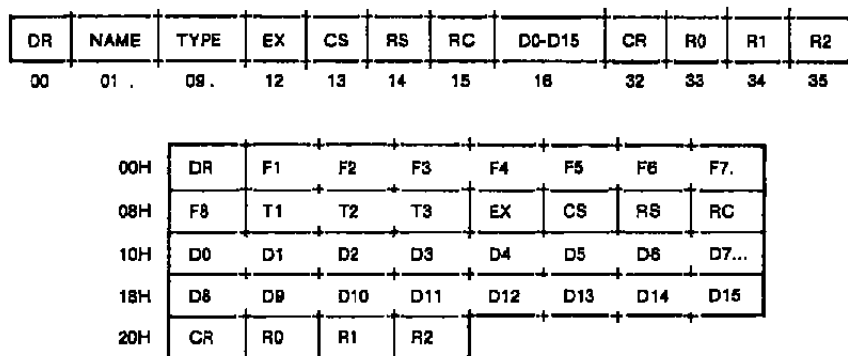 DR NAME TYPE EX CS RS RC D0-D15 CR R0 R1 R2
00 01 . 09 . 12 13 14 15 16 32 33 34 35
00H DR F1 F2 F3 F4 F5 F6 F7.
08H F8 T1 T2 T3 EX CS RS RC
10H D0 D1 D2 D3 D4 D5 D6 D7...
18H D8 D9 D10 D11 D12 D13 D14 D15
20H CR R0 R1 R2